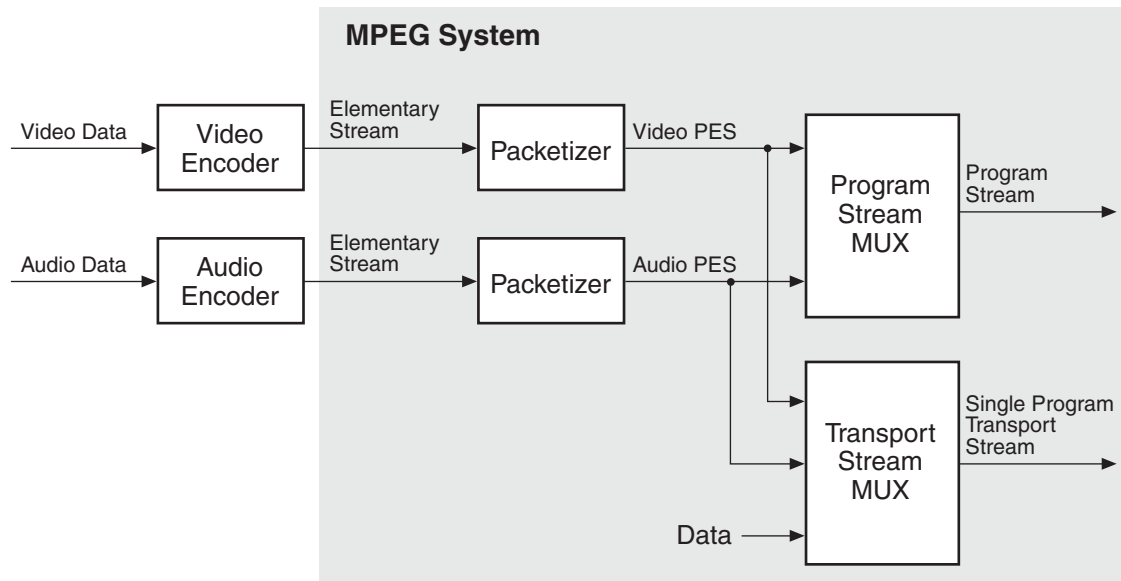 MPEG System
Video Data
Video
Encoder
Elementary
Stream
Packetizer
Video PES
Program
Stream
MUX
Program
Stream
Audio Data
Audio
Encoder
Elementary
Stream
Packetizer
Audio PES
Transport
Stream
MUX
Single Program
Transport
Stream
Data